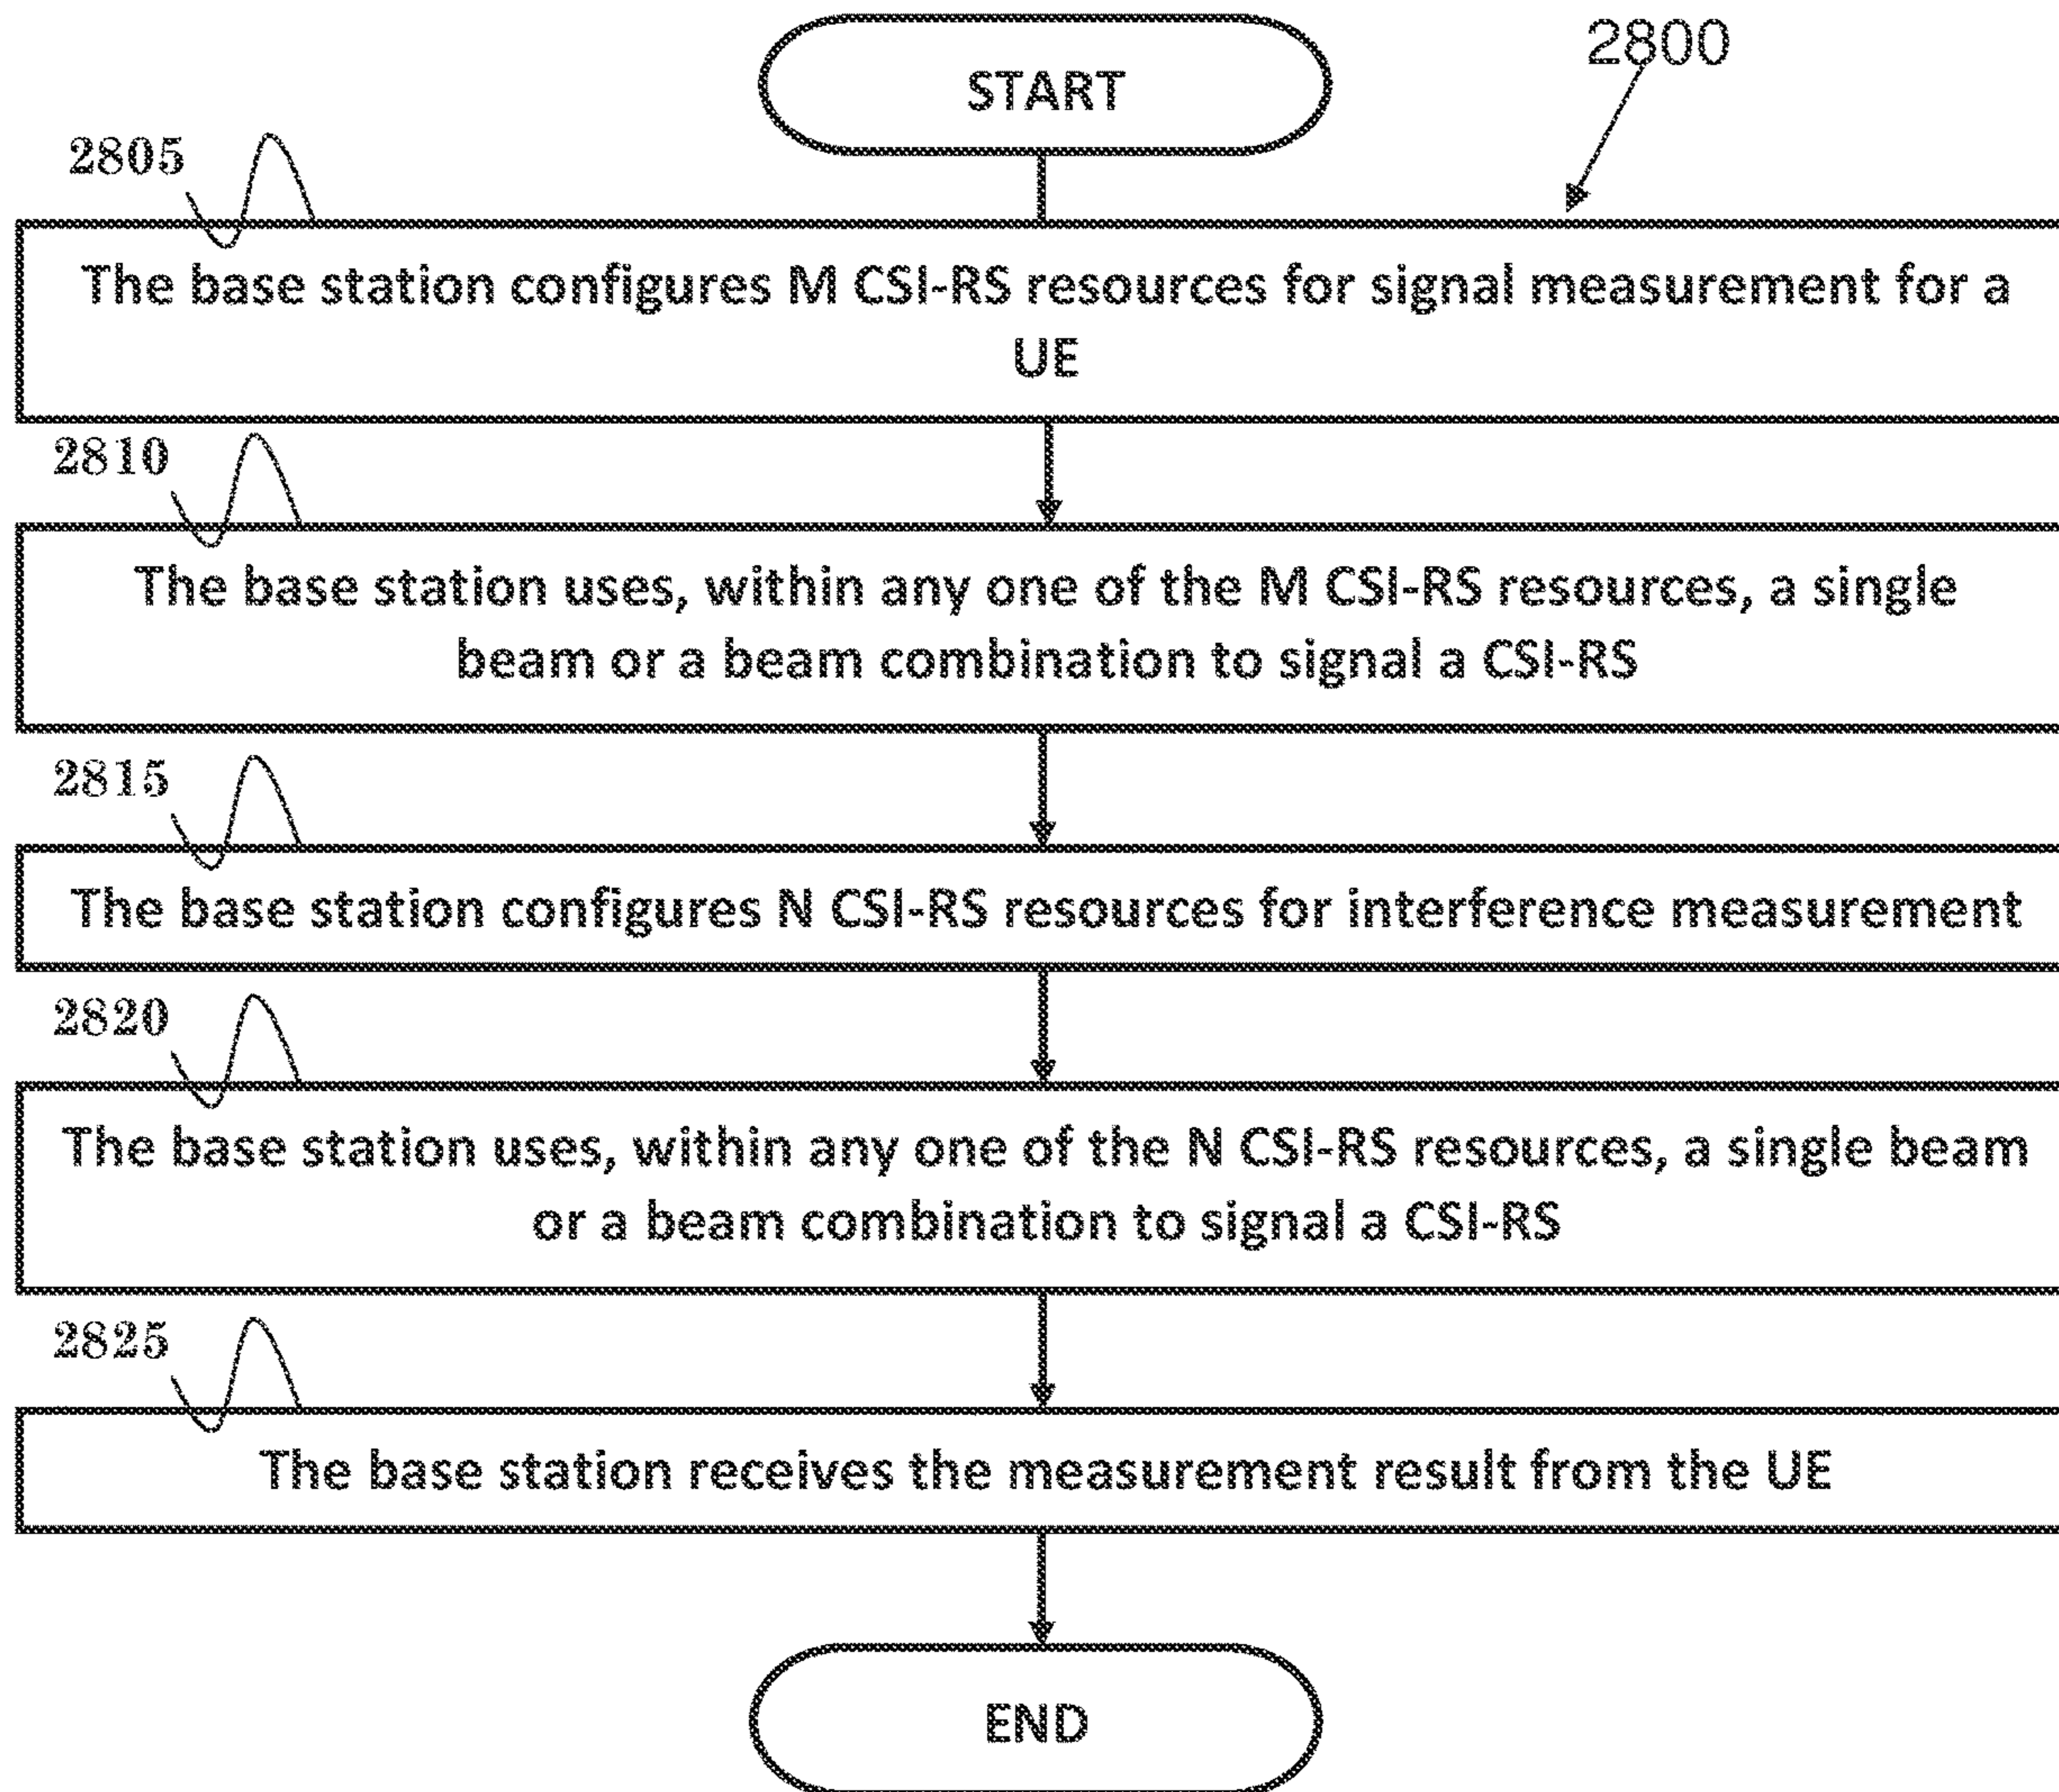 START
2800
2805
The base station configures M CSI-RS resources for signal measurement for a
UE
2810
The base station uses, within any one of the M CSI-RS resources, a single
beam or a beam combination to signal a CSI-RS
2815
The base station configures N CSI-RS resources for interference measurement
2820
The base station uses, within any one of the N CSI-RS resources, a single beam
or a beam combination to signal a CSI-RS
2825
The base station receives the measurement result from the UE
END